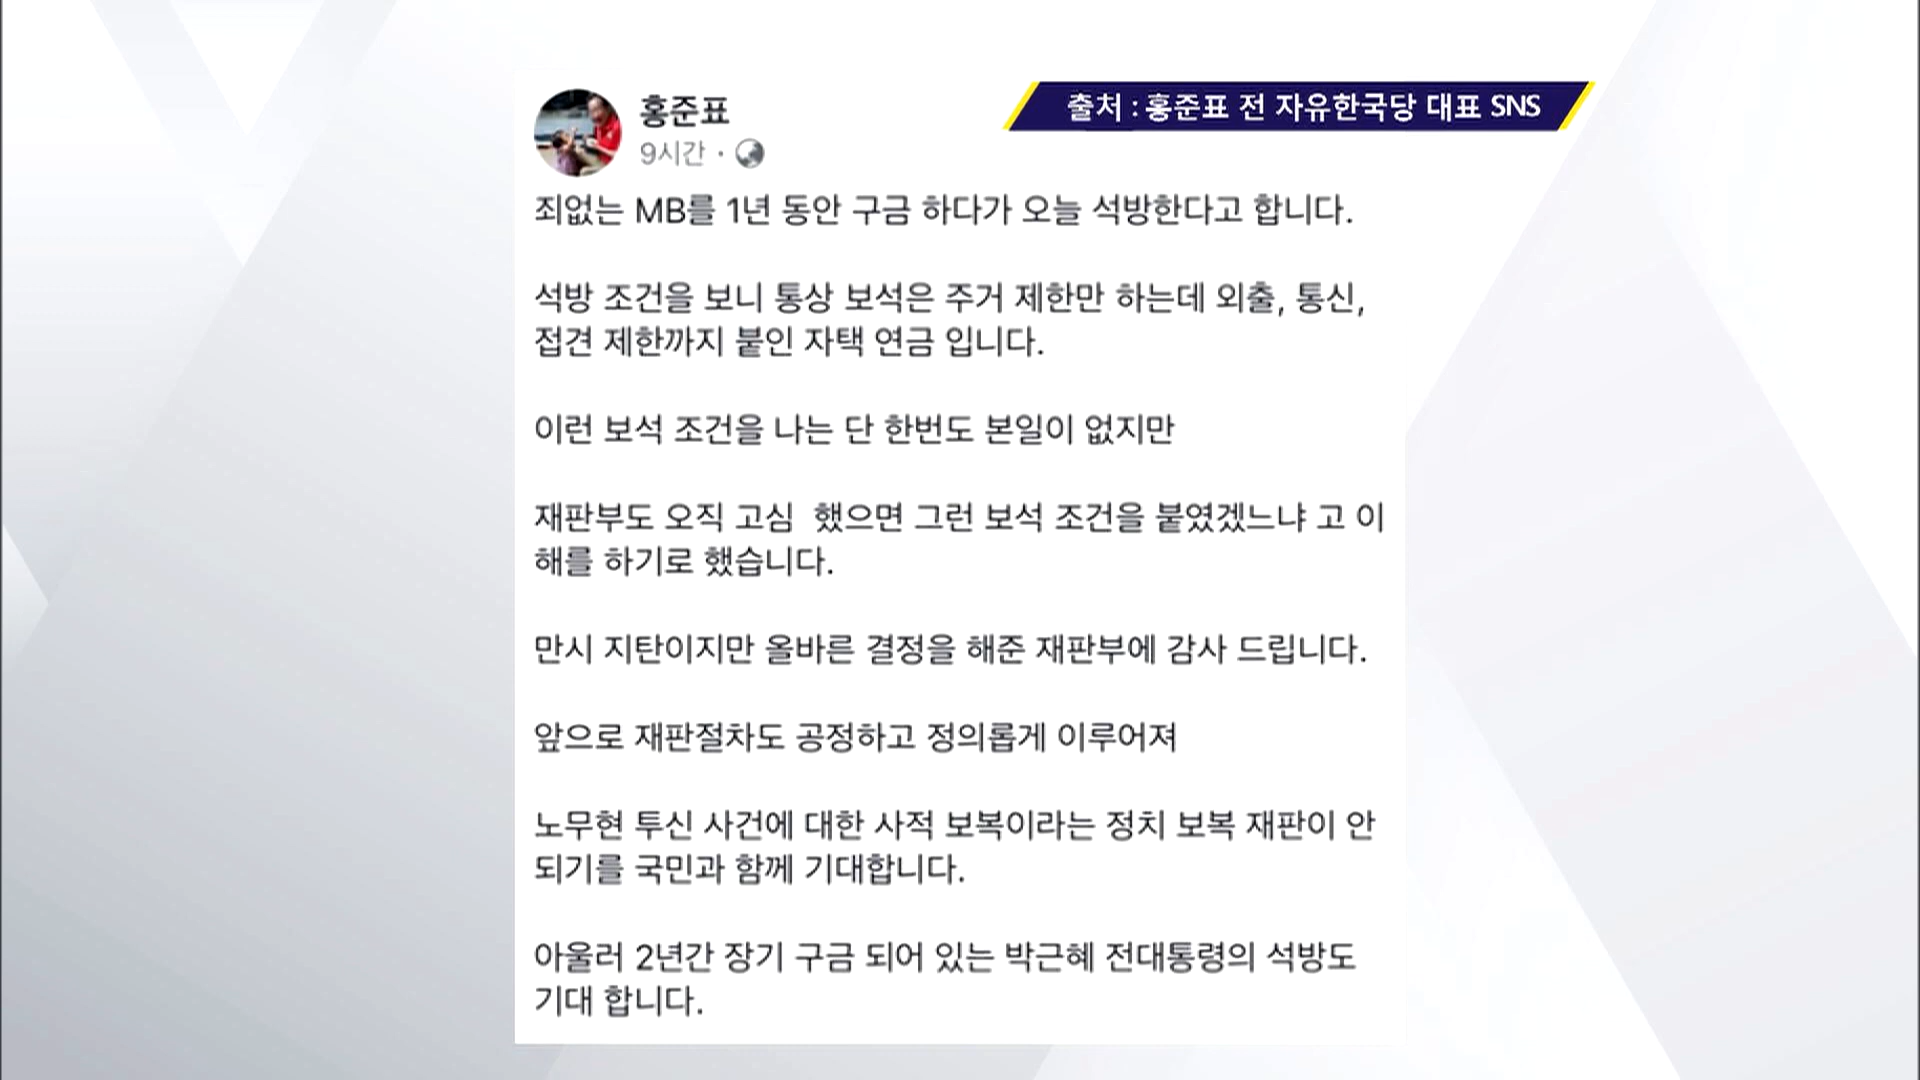 출처 : 홍준표 전 자유한국당 대표 SNS
홍준표
9시간 ·
죄없는 MB를 1년 동안 구금 하다가 오늘 석방한다고 합니다.
석방 조건을 보니 통상 보석은 주거 제한만 하는데 외출, 통신,
접견 제한까지 붙인 자택 연금 입니다.
이런 보석 조건을 나는 단 한번도 본일이 없지만
재판부도 오직 고심 했으면 그런 보석 조건을 붙였겠느냐 고 이
해를 하기로 했습니다.
만시 지탄이지만 올바른 결정을 해준 재판부에 감사 드립니다.
앞으로 재판절차도 공정하고 정의롭게 이루어져
노무현 투신 사건에 대한 사적 보복이라는 정치 보복 재판이 안
되기를 국민과 함께 기대합니다.
아울러 2년간 장기 구금 되어 있는 박근혜 전대통령의 석방도
기대 합니다.